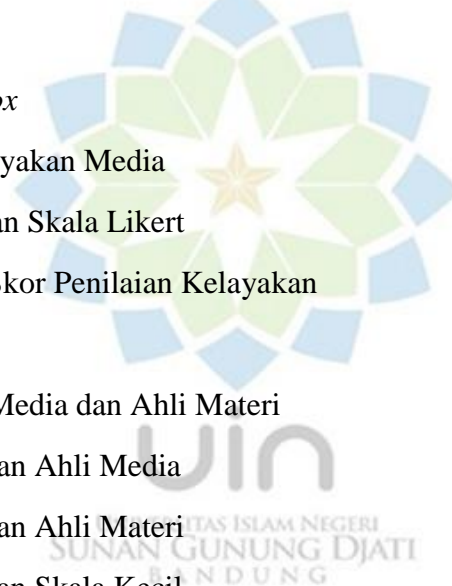 ox
yakan Media
an Skala Likert
Skor Penilaian Kelayakan
Media dan Ahli Materi
uin
an Ahli Media
an Ahli Materi
UNIVERSITAS ISLAM NEGERI
SUNAN GUNUNG DJATI
BANDUNG
an Skala Kecil